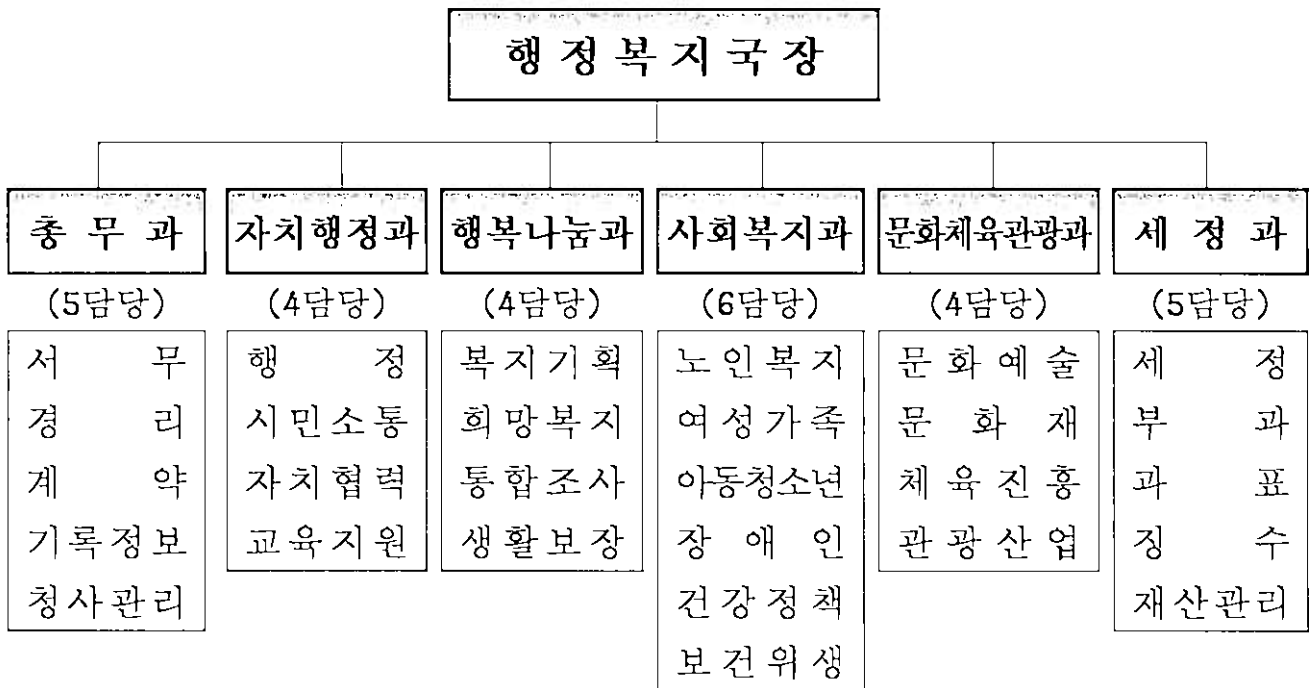 행정복지국장
총무과
(5담당)
서무
경리
계약
기록정보
청사관리
자치행정과
(4담당)
행정
시민소통
자치협력
교육지원
행복나눔과
(4담당)
복지기획
희망복지
통합조사
생활보장
사회복지과
(6담당)
노인복지
여성가족
아동청소년
장애인
건강정책
보건위생
문화체육관광과
(4담당)
문화예술
문화재
체육진흥
관광산업
세정과
(5담당)
세정
부과
과표
징수
재산관리